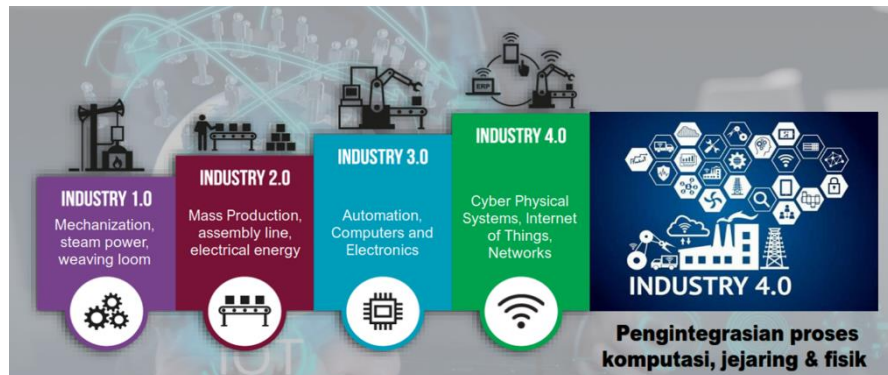 INDUSTRY 1.0
Mechanization,
steam power,
weaving loom
INDUSTRY 2.0
Mass Production,
assembly line,
electrical energy
INDUSTRY 3.0
Automation,
Computers and
Electronics
ERP
INDUSTRY 4.0
Cyber Physical
Systems, Internet
of Things,
Networks
INDUSTRY 4.0
Pengintegrasian proses
komputasi, jejaring & fisik
IOT